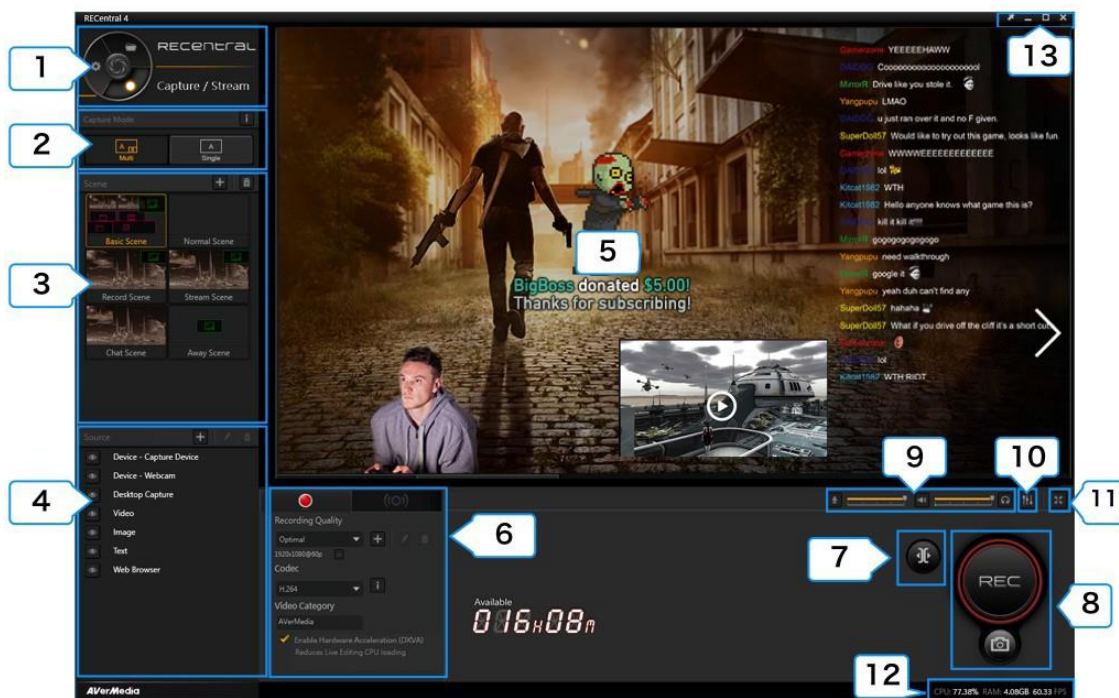 RECentral 4
1
RECENTRAL
Capture / Stream
13
2
Capture Mode
Multi
Single
A
A
3
Scene
Basic Scene
Normal Scene
Record Scene
Stream Scene
Chat Scene
Away Scene
4
Source
Device - Capture Device
Device - Webcam
Desktop Capture
Video
Image
Text
Web Browser
5
BigBoss donated $5.00!
Thanks for subscribing!
YEEEEEHAWW
MirrorR Drive like you stole it.
Yangpupu LMAO
u just ran over it and no F given.
SuperDoll57 Would like to try out this game, looks like fun.
WWWWEEEEEEEEEEEEE
lol
Kitcat1982 WTH
Kitcat1982 Hello anyone knows what game this is?
kill it kill it!!!!
gogogogogogogo
Yangpupu need walkthrough
google it
Yangpupu yeah duh can't find any
SuperDoll57 hahaha
SuperDoll57 What if you drive off the cliff it's a short cut
lol
Kitcat1982 WTH RIOT
6
Recording Quality
Optimal
1920x1080@60p
Codec
H.264
Video Category
AVerMedia
Enable Hardware Acceleration (DXVA)
Reduces Live Editing CPU loading
Available
016H08m
9
10
11
7
REC
8
12
CPU: 77.38% RAM: 4.08GB 60.33 FPS
AVerMedia